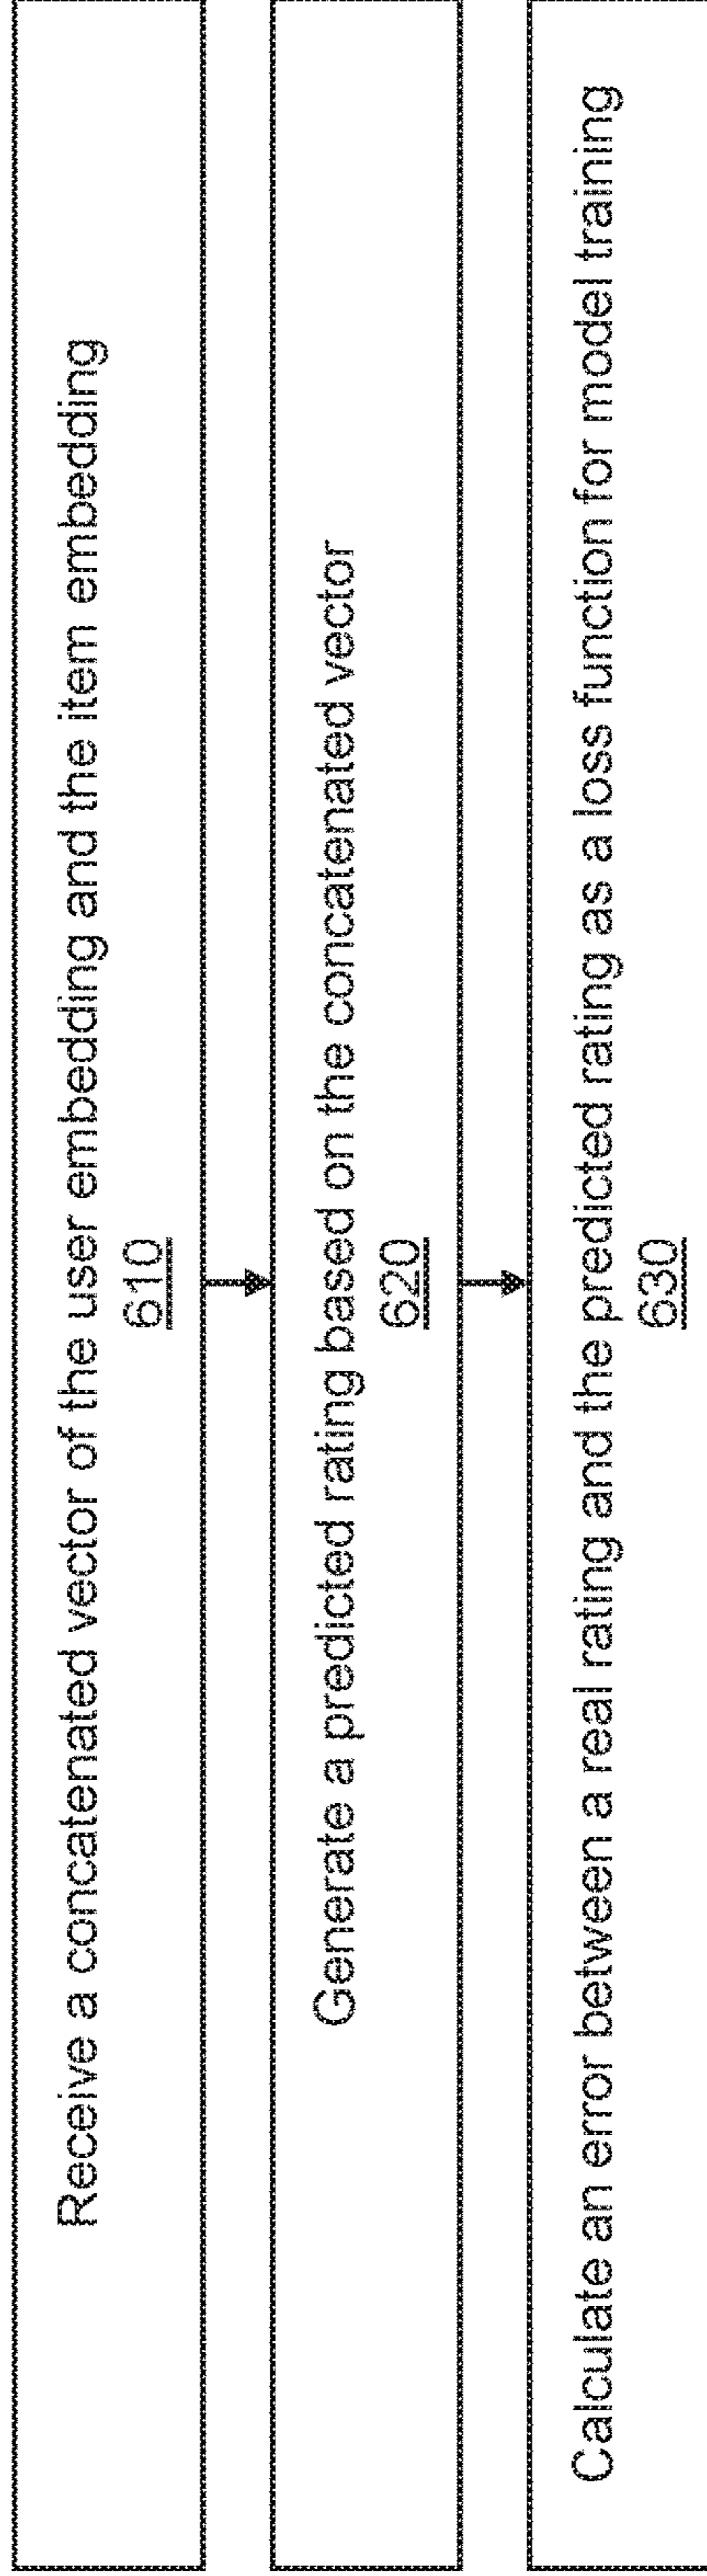 Receive a concatenated vector of the user embedding and the item embedding
610
Generate a predicted rating based on the concatenated vector
620
Calculate an error between a real rating and the predicted rating as a loss function for model training
630